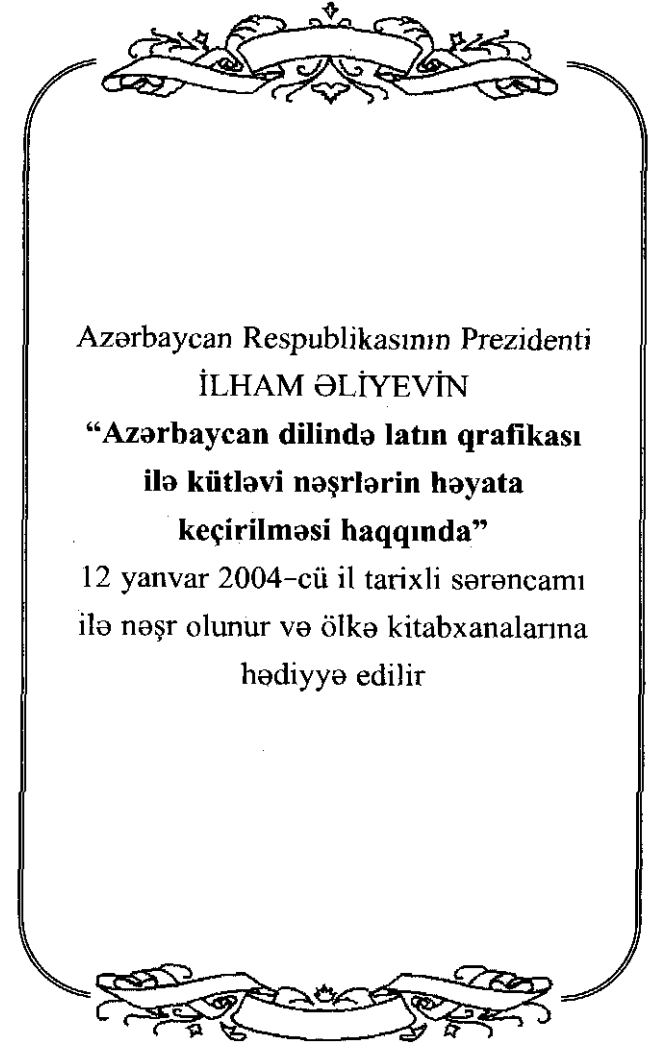 Azərbaycan Respublikasının Prezidenti
İLHAM ƏLİYEVİN
“Azərbaycan dilində latın qrafikası
ilə kütləvi nəşrlərin həyata
keçirilməsi haqqında”
12 yanvar 2004-cü il tarixli sərəncamı
ilə nəşr olunur və ölkə kitabxanalarına
hədiyyə edilir